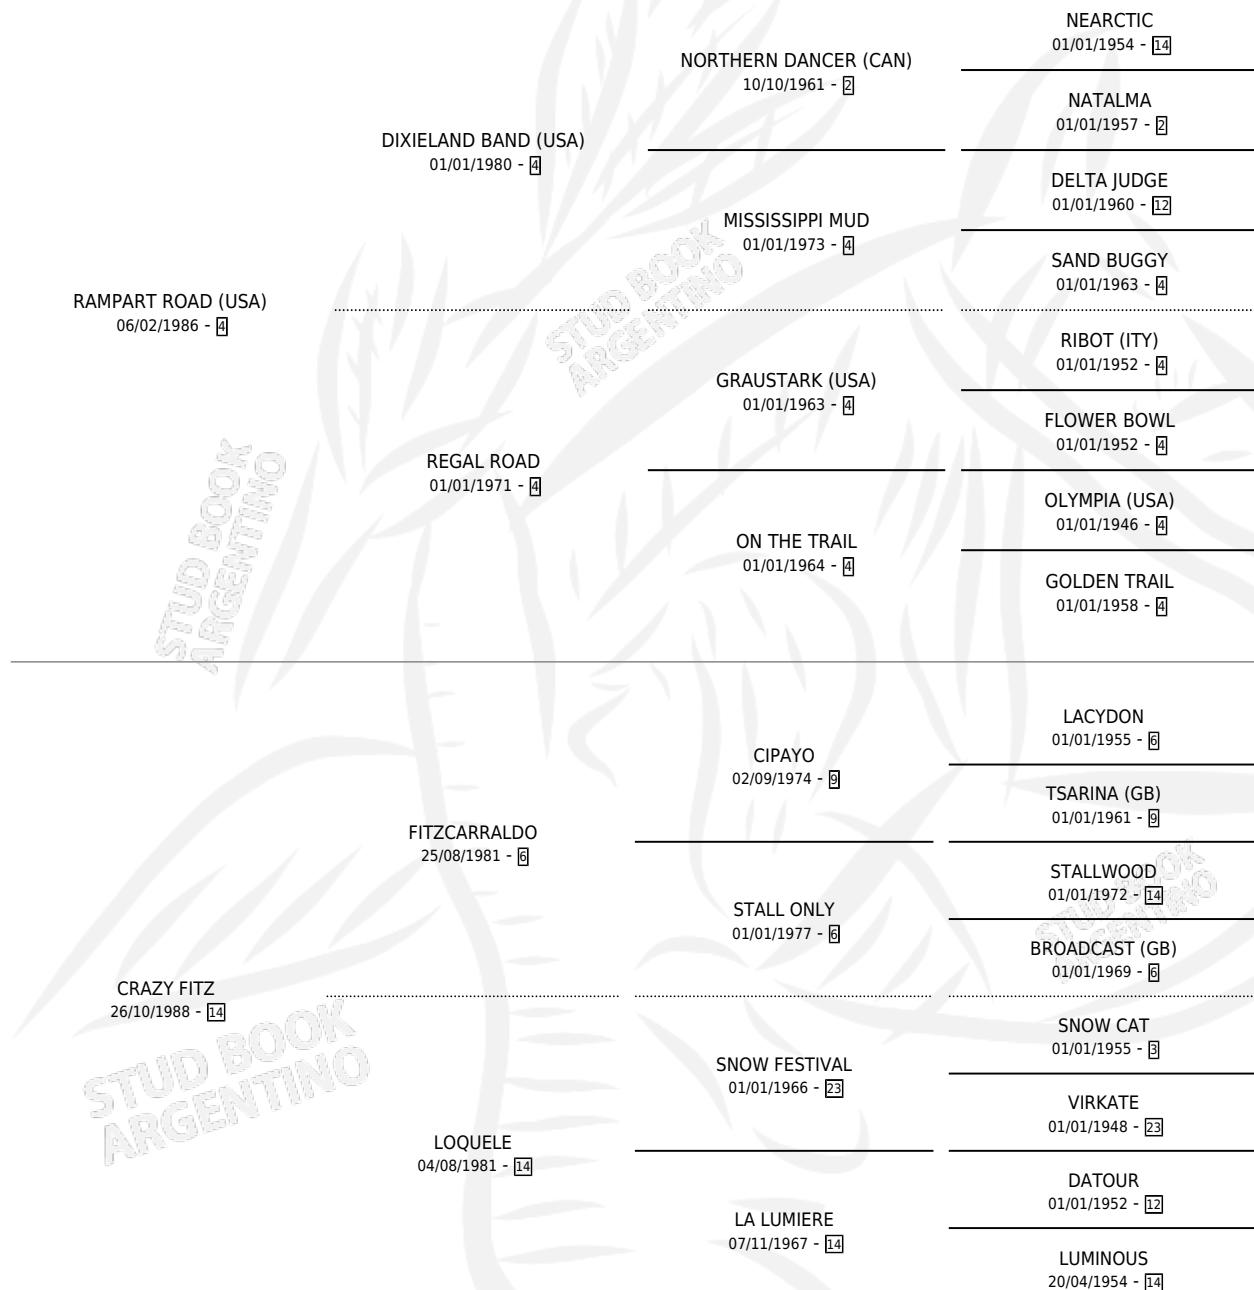 NEARCTIC
01/01/1954 - 14
NORTHERN DANCER (CAN)
10/10/1961 - 2
NATALMA
01/01/1957 - 2
DIXIELAND BAND (USA)
01/01/1980 - 4
DELTA JUDGE
01/01/1960 - 12
MISSISSIPPI MUD
01/01/1973 - 4
SAND BUGGY
01/01/1963 - 4
RAMPART ROAD (USA)
06/02/1986 - 4
STUD BOOK
ARGENTINO
RIBOT (ITY)
01/01/1952 - 4
GRAUSTARK (USA)
01/01/1963 - 4
FLOWER BOWL
01/01/1952 - 4
REGAL ROAD
01/01/1971 - 4
OLYMPIA (USA)
01/01/1946 - 4
ON THE TRAIL
01/01/1964 - 4
GOLDEN TRAIL
01/01/1958 - 4
STUD BOOK
ARGENTINO
LACYDON
01/01/1955 - 6
CIPAYO
02/09/1974 - 9
TSARINA (GB)
01/01/1961 - 9
FITZCARRALDO
25/08/1981 - 6
STALLWOOD
01/01/1972 - 14
STALL ONLY
01/01/1977 - 6
BROADCAST (GB)
01/01/1969 - 6
STUD BOOK
ARGENTINO
CRAZY FITZ
26/10/1988 - 14
STUD BOOK
ARGENTINO
SNOW CAT
01/01/1955 - 3
SNOW FESTIVAL
01/01/1966 - 23
VIRKATE
01/01/1948 - 23
LOQUELE
04/08/1981 - 14
DATOUR
01/01/1952 - 12
LA LUMIERE
07/11/1967 - 14
LUMINOUS
20/04/1954 - 14